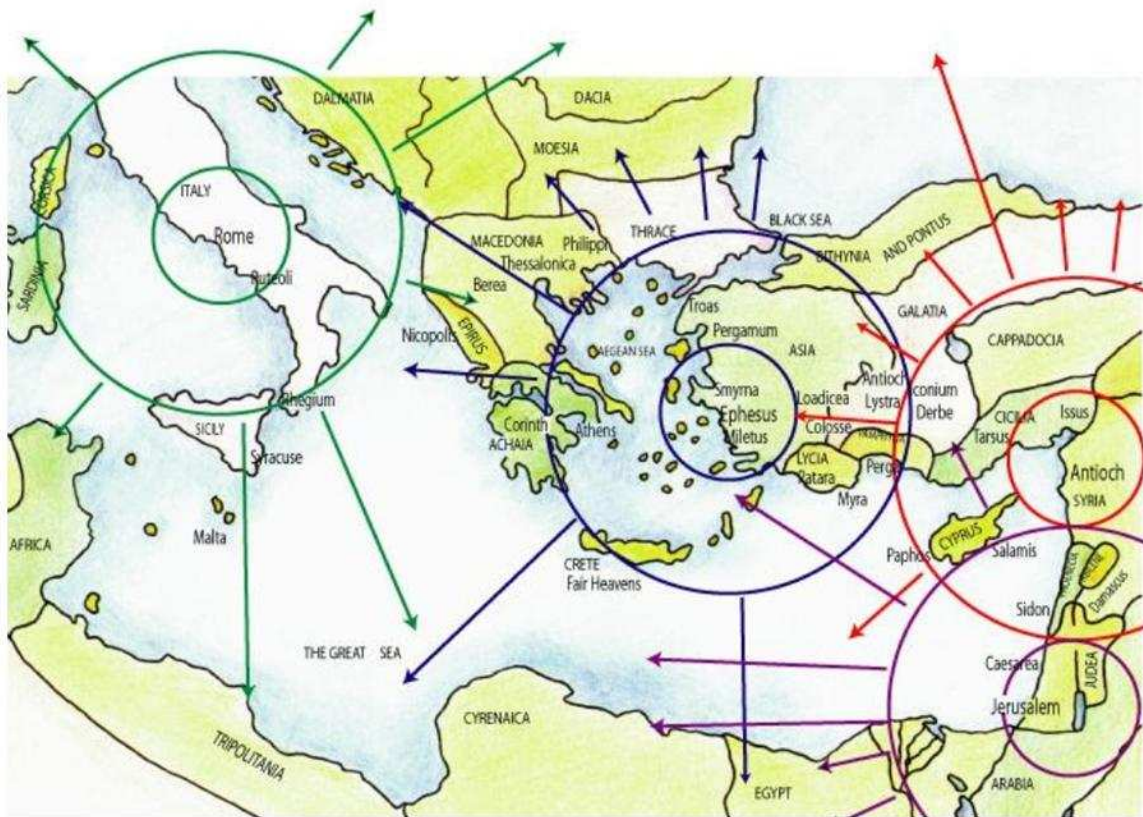 DALMATIA
DACIA
MOESIA
CORSICA
ITALY
Rome
Puteoli
SARDINIA
MACEDONIA
Philippi
Thessalonica
Berea
THRACE
BLACK SEA
BITHYNIA
AND PONTUS
Nicopolis
EPIRUS
AEGEAN SEA
Troas
Pergamum
ASIA
GALATIA
CAPPADOCIA
Rhegium
SICILY
Syracuse
Corinth
ACHAIA
Athens
Smyrna
Ephesus
Miletus
Loadicea
Colosse
Antioch
Lystra
conium
Derbe
CICILIA
Tarsus
Issus
Antioch
SYRIA
LYCIA
Patara
Perga
Myra
AFRICA
Malta
CRETE
Fair Heavens
Paphos
CYPRUS
Salamis
Damascus
Sidon
THE GREAT SEA
Caesarea
JUDEA
Jerusalem
TRIPOLITANIA
CYRENAICA
EGYPT
ARABIA